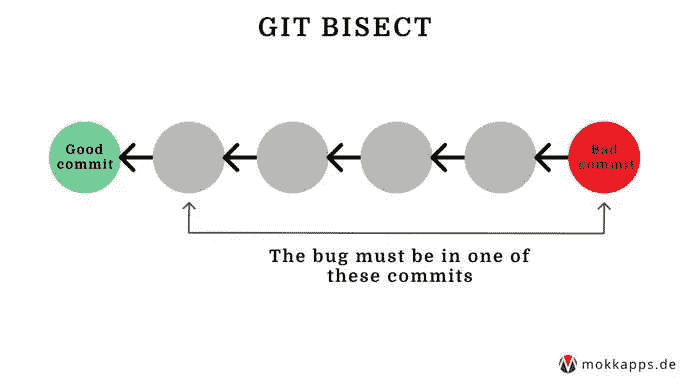 GIT BISECT
Good
commit
Bad
commit
The bug must be in one of
these commits
mokkapps.de